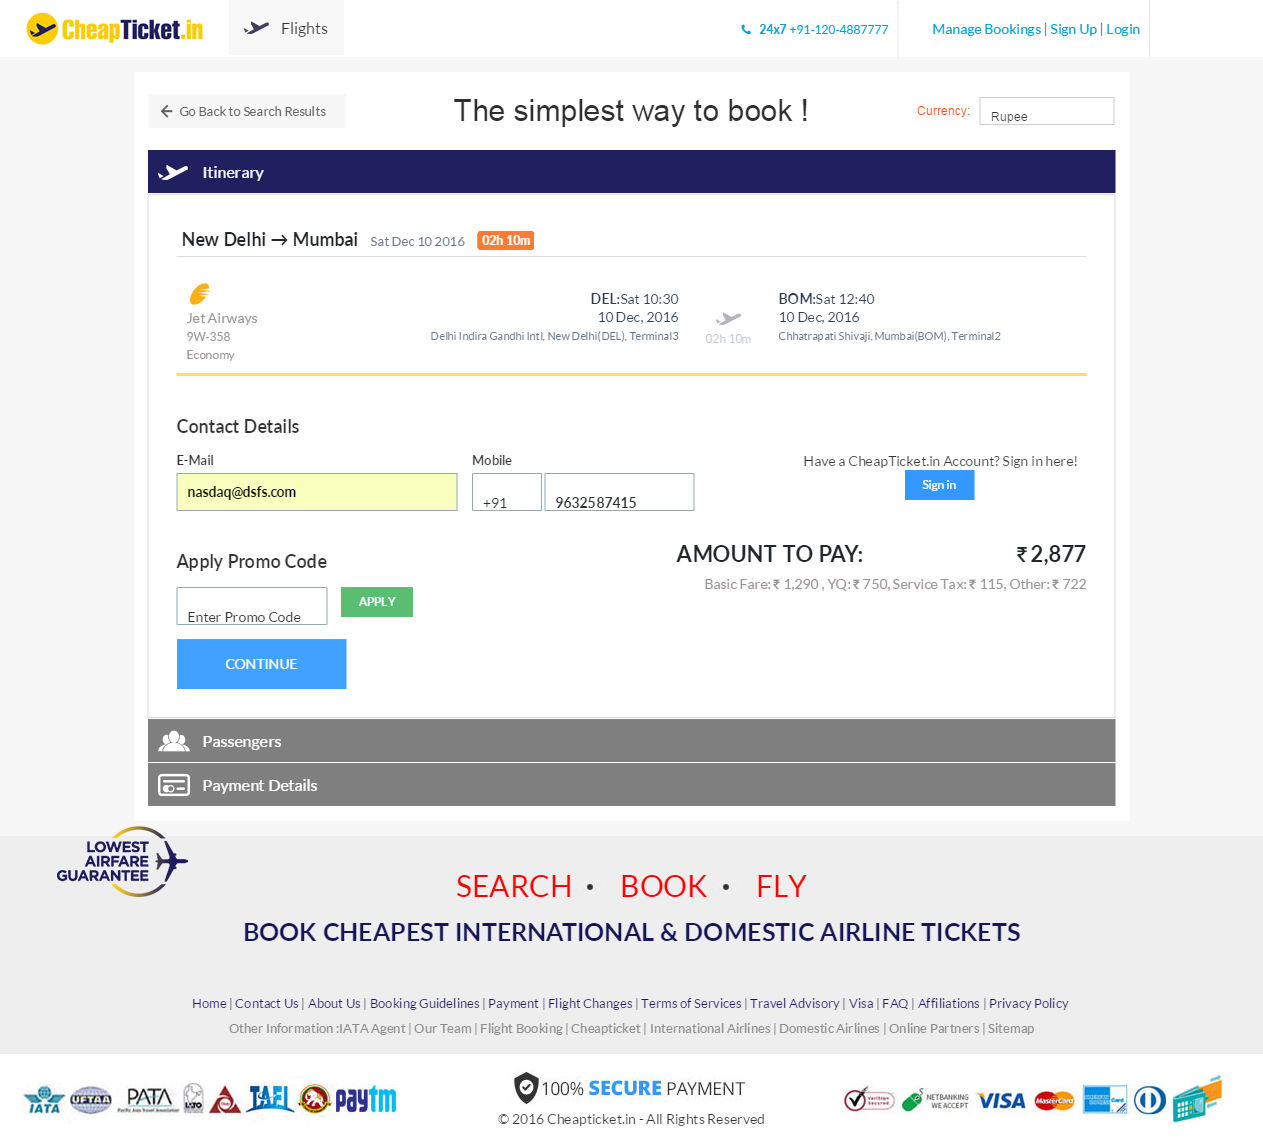 CheapTicket.in
Flights
24x7 +91-120-4887777
Manage Bookings | Sign Up | Login
Go Back to Search Results
The simplest way to book !
Currency:
Rupee
Itinerary
New Delhi → Mumbai Sat Dec 10 2016 02h 10m
Jet Airways
9W-358
Economy
DEL:Sat 10:30
10 Dec, 2016
Delhi Indira Gandhi Intl, New Delhi(DEL), Terminal3
02h 10m
BOM:Sat 12:40
10 Dec, 2016
Chhatrapati Shivaji, Mumbai(BOM), Terminal2
Contact Details
E-Mail
nasdaq@dsfs.com
Mobile
+91
9632587415
Have a CheapTicket.in Account? Sign in here!
Sign in
Apply Promo Code
Enter Promo Code
APPLY
AMOUNT TO PAY: ₹ 2,877
Basic Fare: ₹ 1,290 , YQ: ₹ 750, Service Tax: ₹ 115, Other: ₹ 722
CONTINUE
Passengers
Payment Details
LOWEST
AIRFARE
GUARANTEE
SEARCH • BOOK • FLY
BOOK CHEAPEST INTERNATIONAL & DOMESTIC AIRLINE TICKETS
Home | Contact Us | About Us | Booking Guidelines | Payment | Flight Changes | Terms of Services | Travel Advisory | Visa | FAQ | Affiliations | Privacy Policy
Other Information :IATA Agent | Our Team | Flight Booking | Cheapticket | International Airlines | Domestic Airlines | Online Partners | Sitemap
IATA
UFTAA
PATA
Pacific Asia Travel Association
IATO
TAFI
paytm
100% SECURE PAYMENT
© 2016 Cheapticket.in - All Rights Reserved
VeriSign
Secured
NETBANKING
WE ACCEPT
VISA
MasterCard